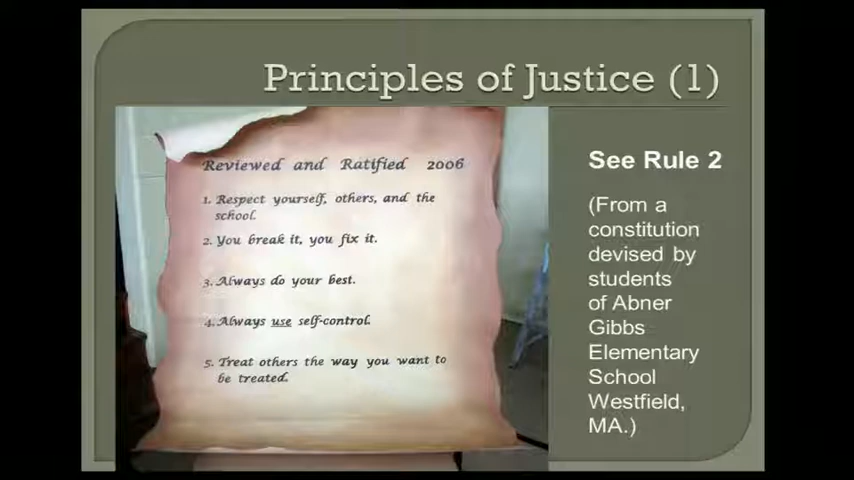 Principles of Justice (1)
Reviewed and Ratified 2006
1. Respect yourself, others, and the
school.
2. You break it, you fix it.
3. Always do your best.
4. Always use self-control.
5. Treat others the way you want to
be treated.
See Rule 2
(From a
constitution
devised by
students
of Abner
Gibbs
Elementary
School
Westfield,
MA.)